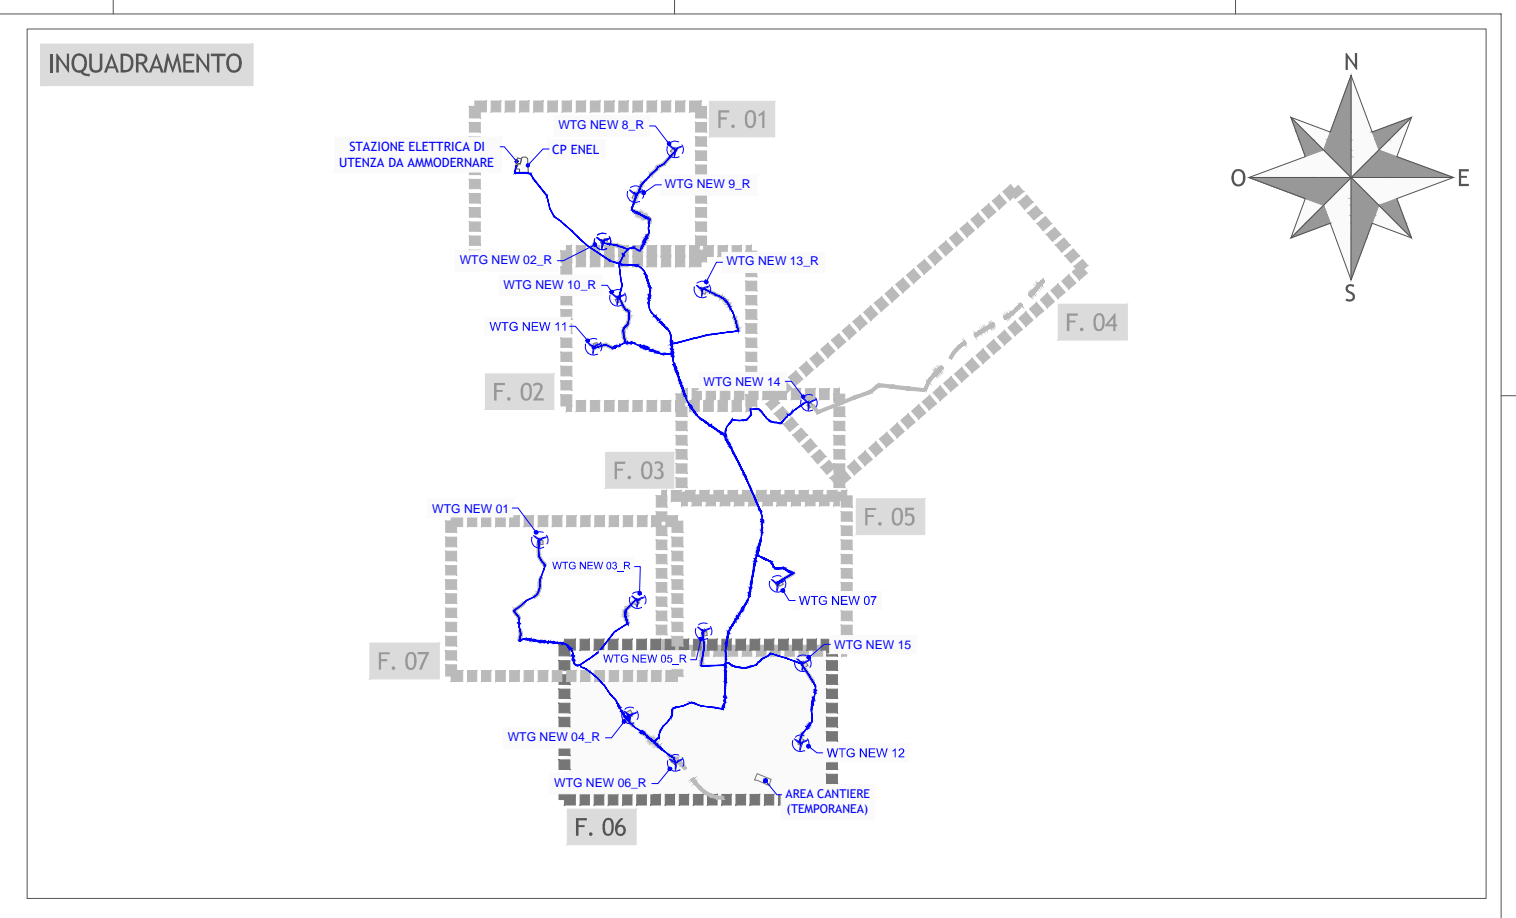 INQUADRAMENTO
N
O
E
S
F. 01
WTG NEW 8_R
STAZIONE ELETTRICA DI
UTENZA DA AMMODERNARE
CP ENEL
WTG NEW 9_R
WTG NEW 02_R
WTG NEW 13_R
WTG NEW 10_R
WTG NEW 11
F. 04
F. 02
WTG NEW 14
F. 03
WTG NEW 01
F. 05
WTG NEW 03_R
WTG NEW 07
WTG NEW 15
F. 07
WTG NEW 05_R
WTG NEW 04_R
WTG NEW 12
WTG NEW 06_R
AREA CANTIERE
(TEMPORANEA)
F. 06